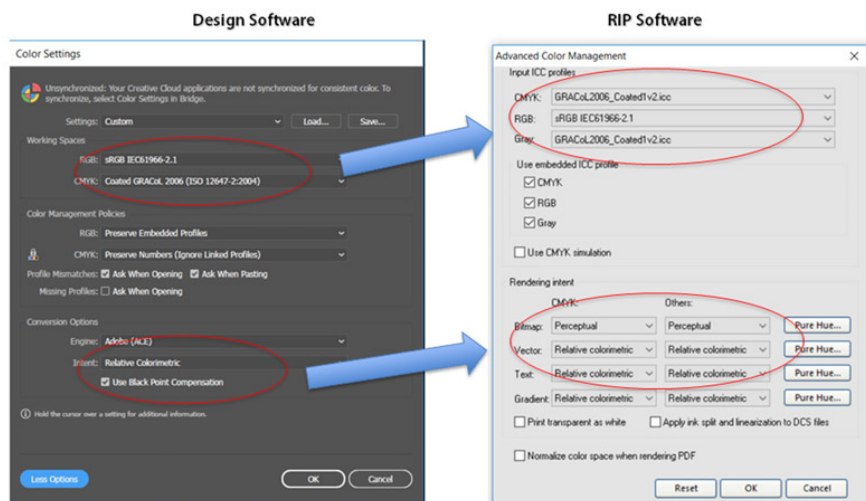 Design Software
RIP Software
Color Settings
Unsynchronized: Your Creative Cloud applications are not synchronized for consistent color. To
synchronize, select Color Settings in Bridge.
Settings: Custom
Load...
Save...
Working Spaces
RGB: sRGB IEC61966-2.1
CMYK: Coated GRACoL 2006 (ISO 12647-2:2004)
Color Management Policies
RGB: Preserve Embedded Profiles
CMYK: Preserve Numbers (Ignore Linked Profiles)
Profile Mismatches: Ask When Opening Ask When Pasting
Missing Profiles: Ask When Opening
Conversion Options
Engine: Adobe (ACE)
Intent: Relative Colorimetric
Use Black Point Compensation
Hold the cursor over a setting for additional information.
Less Options
OK
Cancel
Advanced Color Management
Input ICC profiles
CMYK: GRACoL2006_Coated1v2.icc
RGB: sRGB IEC61966-2.1
Gray: GRACoL2006_Coated1v2.icc
Use embedded ICC profile
CMYK
RGB
Gray
Use CMYK simulation
Rendering intent
CMYK: Others:
Bitmap: Perceptual Perceptual Pure Hue...
Vector: Relative colorimetric Relative colorimetric Pure Hue...
Text: Relative colorimetric Relative colorimetric Pure Hue...
Gradient: Relative colorimetric Relative colorimetric Pure Hue...
Print transparent as white Apply ink split and linearization to DCS files
Normalize color space when rendering PDF
Reset
OK
Cancel